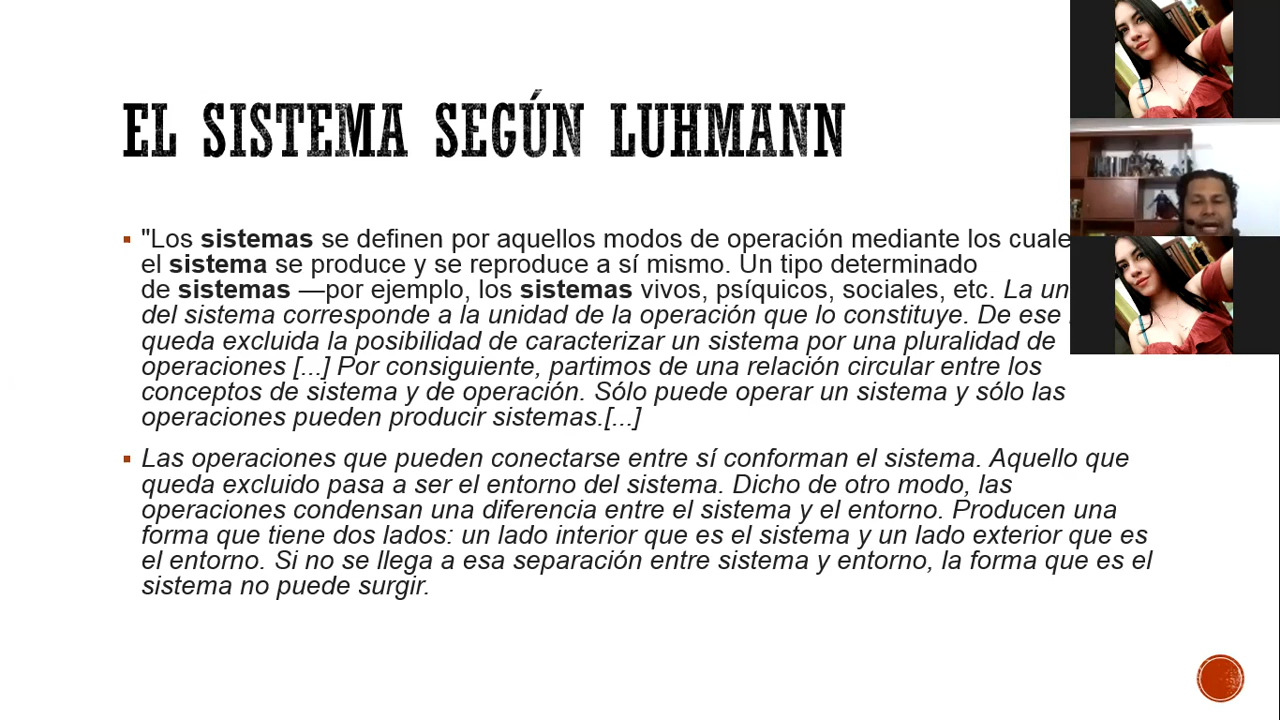 EL SISTEMA SEGÚN LUHMANN
"Los sistemas se definen por aquellos modos de operación mediante los
el sistema se produce y se reproduce a sí mismo. Un tipo determinado
de sistemas —por ejemplo, los sistemas vivos, psíquicos, sociales, etc. La
del sistema corresponde a la unidad de la operación que lo constituye. De ese
queda excluida la posibilidad de caracterizar un sistema por una pluralidad de
operaciones [...] Por consiguiente, partimos de una relación circular entre los
conceptos de sistema y de operación. Sólo puede operar un sistema y sólo las
operaciones pueden producir sistemas.[...]
Las operaciones que pueden conectarse entre sí conforman el sistema. Aquello que
queda excluido pasa a ser el entorno del sistema. Dicho de otro modo, las
operaciones condensan una diferencia entre el sistema y el entorno. Producen una
forma que tiene dos lados: un lado interior que es el sistema y un lado exterior que es
el entorno. Si no se llega a esa separación entre sistema y entorno, la forma que es el
sistema no puede surgir.